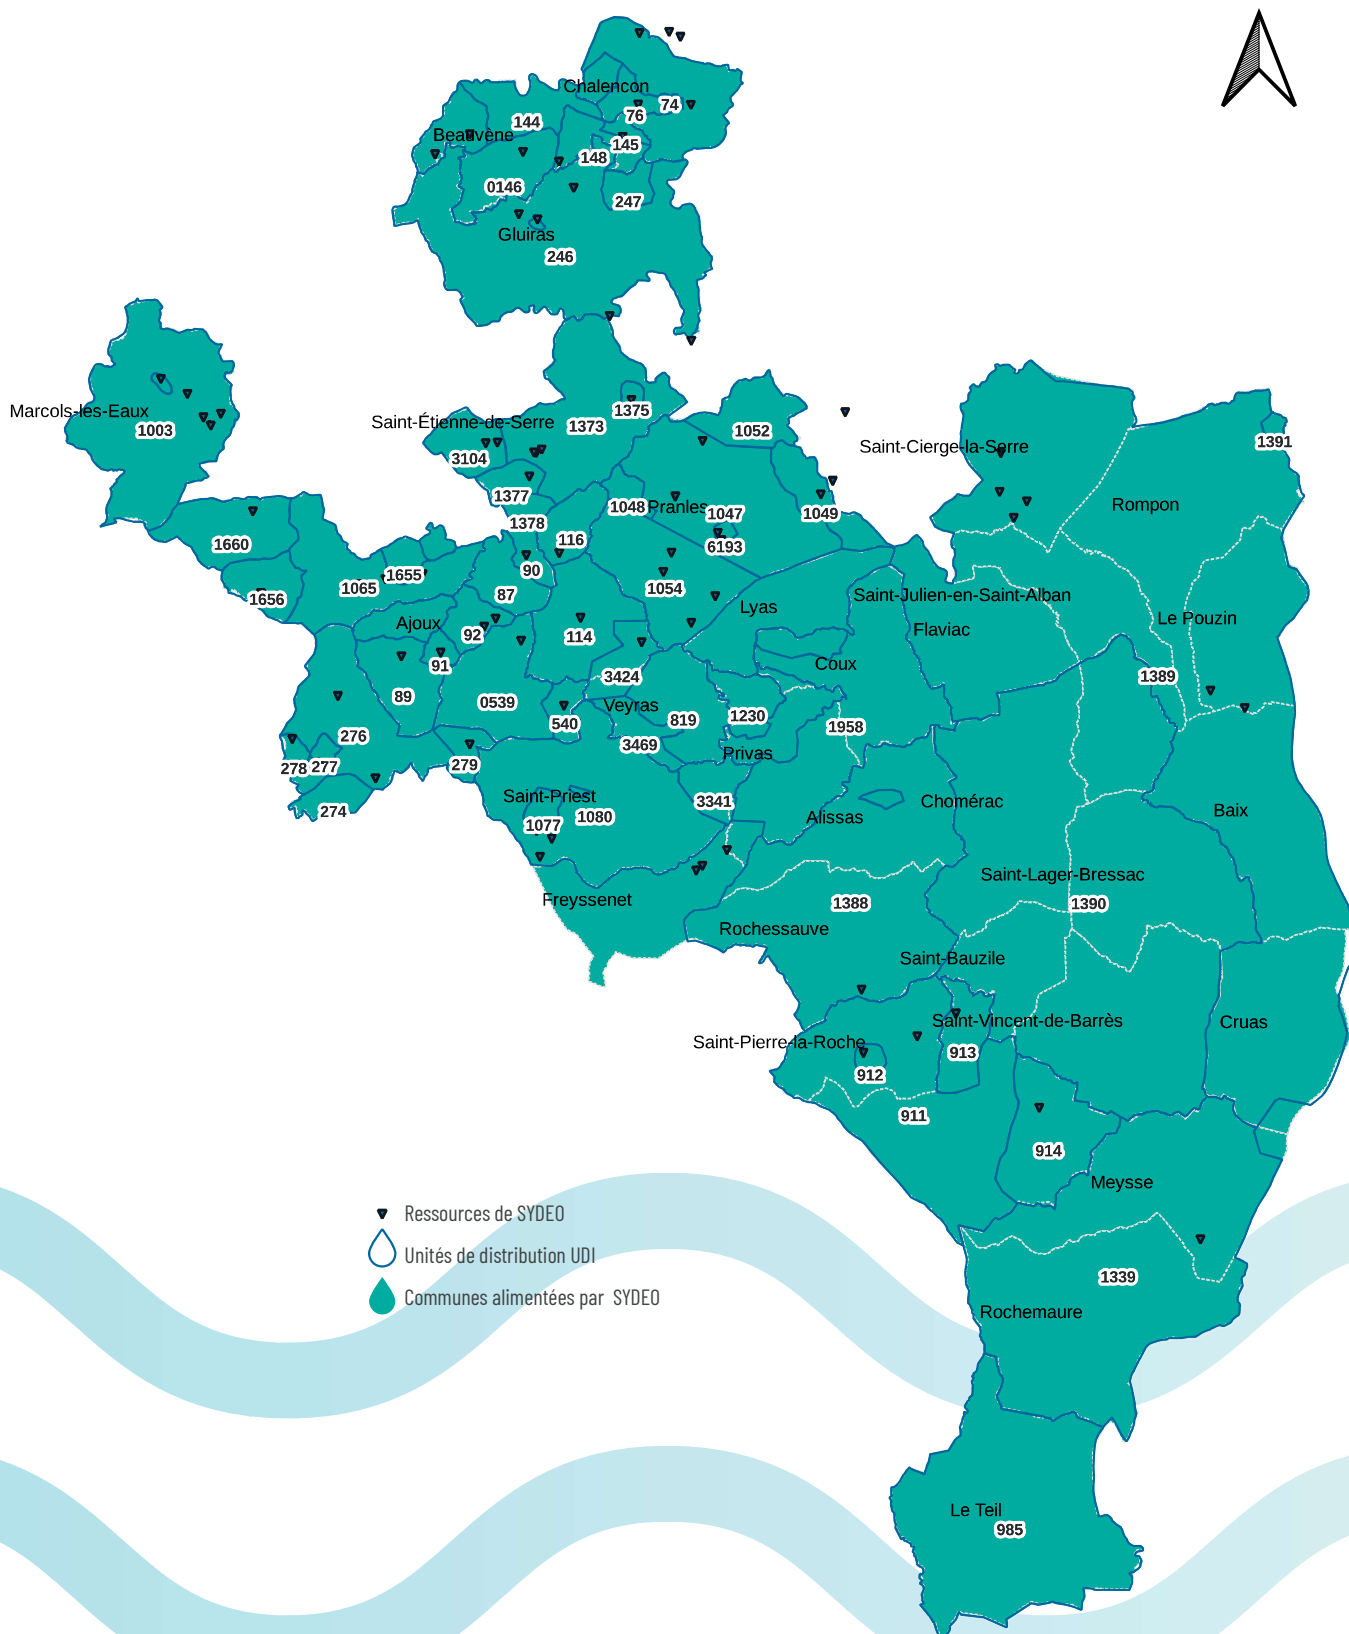 Chalencon
74
76
144
Beauvène
145
148
0146
247
Gluiras
246
Marcols-les-Eaux
1003
Saint-Étienne-de-Serre
1375
1373
1052
3104
Saint-Cierge-la-Serre
1391
1377
1048
Pranles
1047
1049
Rompon
1378
116
6193
1660
90
1065
1655
1054
1656
87
Lyas
Saint-Julien-en-Saint-Alban
Ajoux
92
114
Flaviac
Le Pouzin
91
Coux
3424
1389
89
0539
Veyras
540
819
1230
1958
276
3469
Privas
278
277
279
Saint-Priest
3341
Chomérac
274
1077
1080
Alissas
Baix
Saint-Lager-Bressac
Freyssenet
1388
1390
Rochessauve
Saint-Bauzile
Saint-Vincent-de-Barrès
Cruas
Saint-Pierre-la-Roche
913
912
911
914
Meysse
Ressources de SYDEO
Unités de distribution UDI
Communes alimentées par SYDEO
1339
Rochemaure
Le Teil
985